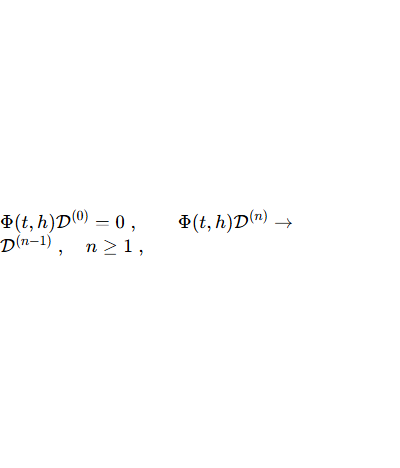 Φ(t, h)𝒟⁽⁰⁾ = 0 ,  Φ(t, h)𝒟⁽ⁿ⁾ →
𝒟⁽ⁿ⁻¹⁾ ,  n ≥ 1 ,